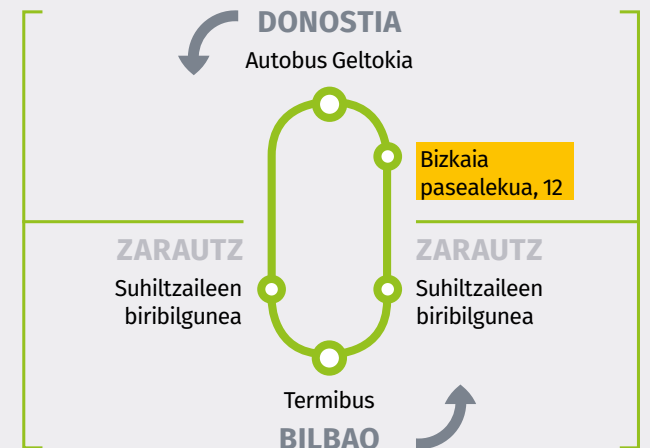 DONOSTIA
Autobus Geltokia
Bizkaia
pasealekua, 12
ZARAUTZ
Suhiltzaileen
biribilgunea
ZARAUTZ
Suhiltzaileen
biribilgunea
Termibus
BILBAO